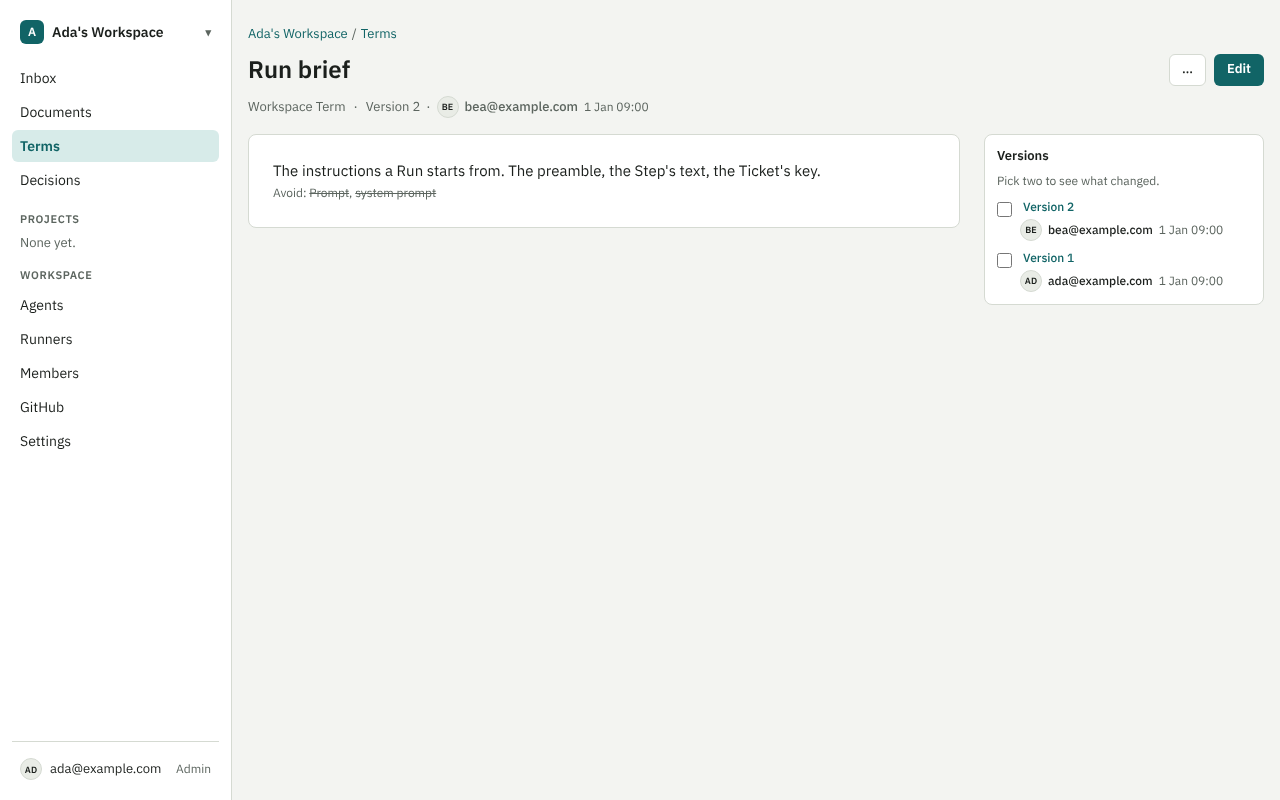 A Ada's Workspace ▾
Inbox
Documents
Terms
Decisions
PROJECTS
None yet.
WORKSPACE
Agents
Runners
Members
GitHub
Settings
AD ada@example.com Admin
Ada's Workspace / Terms
Run brief
... Edit
Workspace Term · Version 2 · BE bea@example.com 1 Jan 09:00
The instructions a Run starts from. The preamble, the Step's text, the Ticket's key.
Avoid: Prompt, system prompt
Versions
Pick two to see what changed.
Version 2
BE bea@example.com 1 Jan 09:00
Version 1
AD ada@example.com 1 Jan 09:00